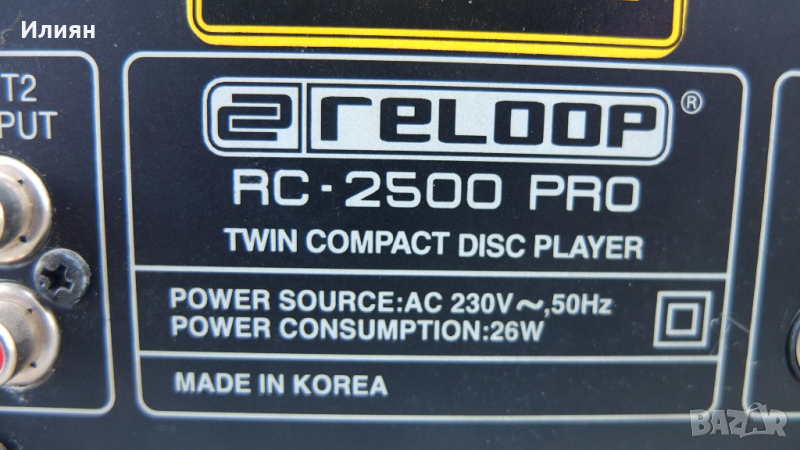 Илиян
T2
PUT
reloop®
RC-2500 PRO
TWIN COMPACT DISC PLAYER
POWER SOURCE:AC 230V~,50Hz
POWER CONSUMPTION:26W
MADE IN KOREA
BAZAR